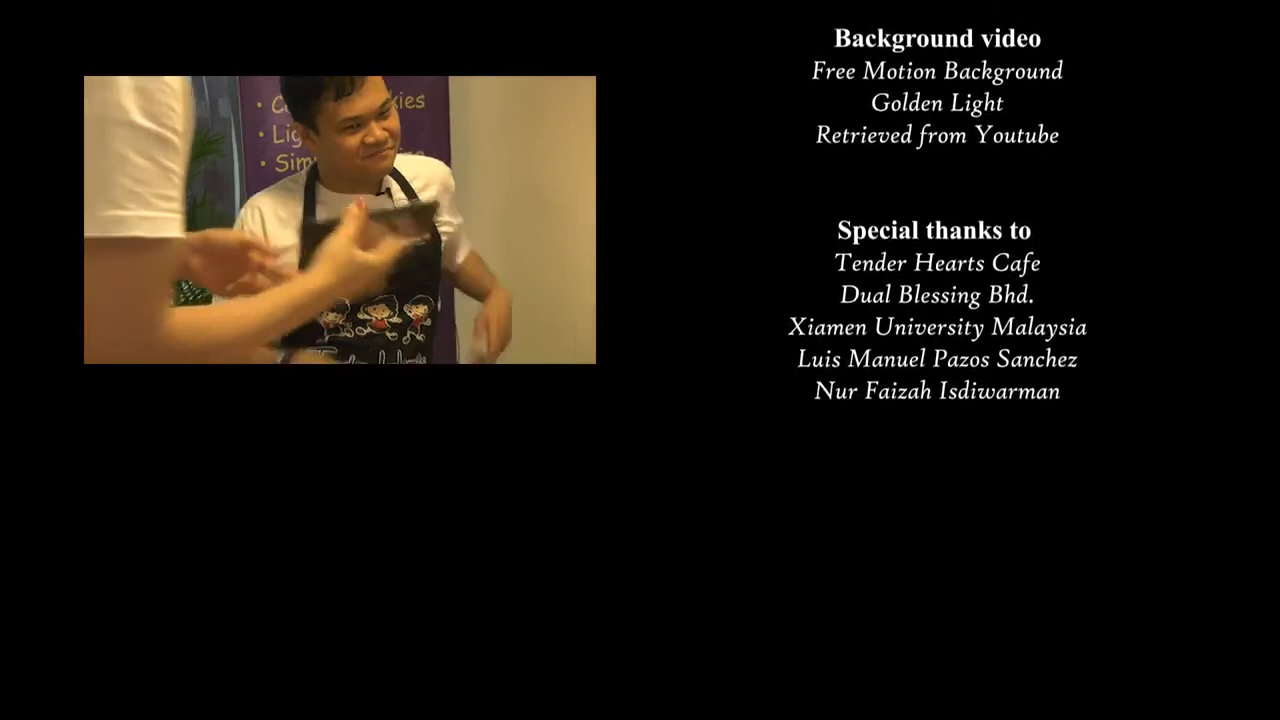 Background video
Free Motion Background
Golden Light
Retrieved from Youtube
Special thanks to
Tender Hearts Cafe
Dual Blessing Bhd.
Xiamen University Malaysia
Luis Manuel Pazos Sanchez
Nur Faizah Isdiwarman